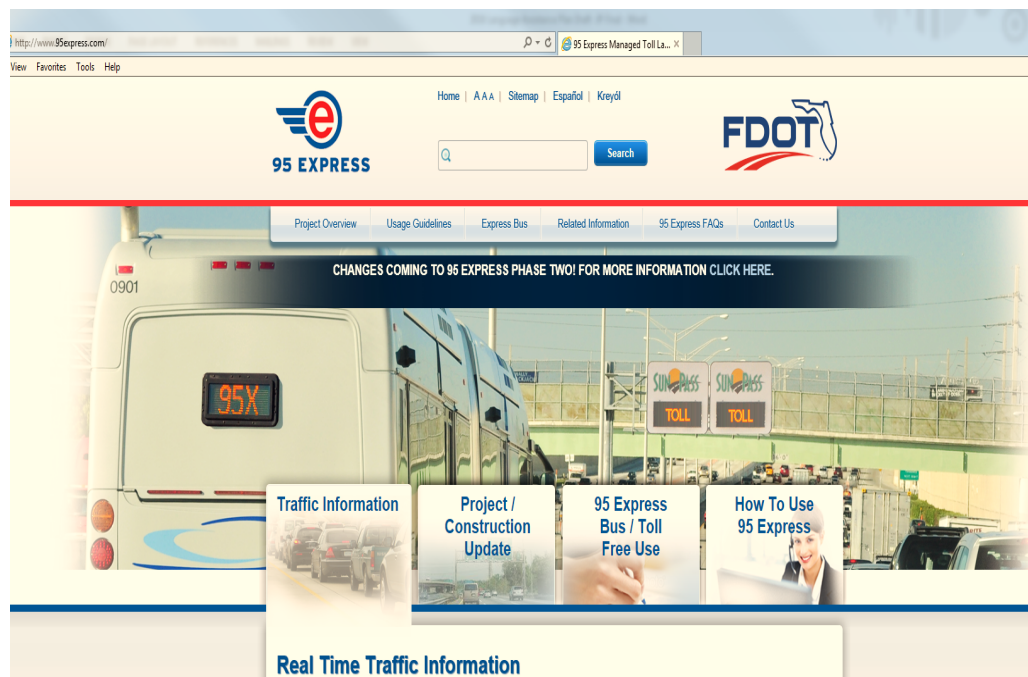 http://www.95express.com/
95 Express Managed Toll La...
View Favorites Tools Help
Home | A A A | Sitemap | Español | Kreyól
e
95 EXPRESS
Search
FDOT
Project Overview Usage Guidelines Express Bus Related Information 95 Express FAQs Contact Us
CHANGES COMING TO 95 EXPRESS PHASE TWO! FOR MORE INFORMATION CLICK HERE.
0901
95X
SUNPASS SUNPASS
TOLL TOLL
Traffic Information
Project /
Construction
Update
95 Express
Bus / Toll
Free Use
How To Use
95 Express
Real Time Traffic Information